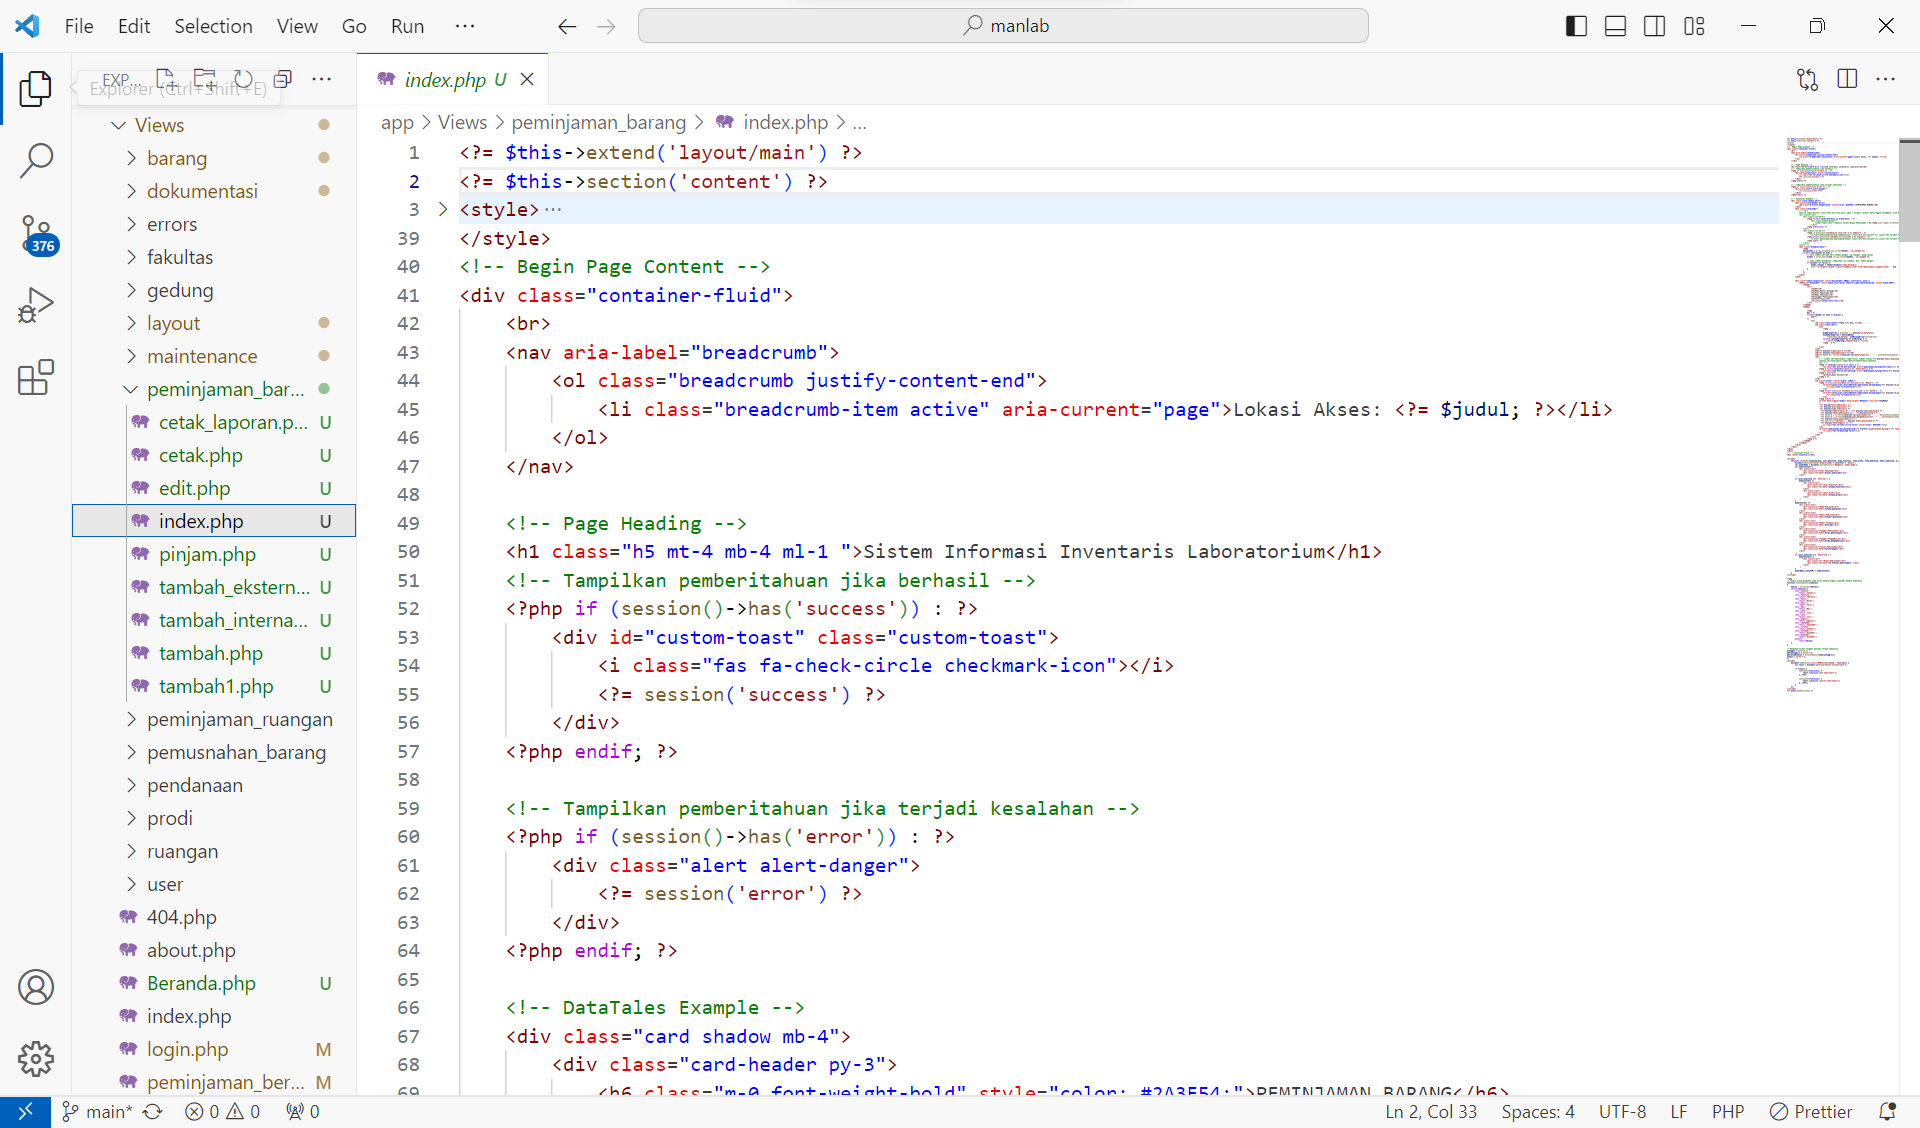 File Edit Selection View Go Run ··· manlab
EXP... ···
Explorer (Ctrl+Shift+E)
index.php U
app > Views > peminjaman_barang > index.php > ...
Views
barang
dokumentasi
errors
fakultas
gedung
layout
maintenance
peminjaman_bar...
cetak_laporan.p... U
cetak.php U
edit.php U
index.php U
pinjam.php U
tambah_ekstern... U
tambah_interna... U
tambah.php U
tambah1.php U
peminjaman_ruangan
pemusnahan_barang
pendanaan
prodi
ruangan
user
404.php
about.php
Beranda.php U
index.php
login.php M
peminjaman_ber... M
376
1 <?= $this->extend('layout/main') ?>
2 <?= $this->section('content') ?>
3 <style>···
39 </style>
40 <!-- Begin Page Content -->
41 <div class="container-fluid">
42 <br>
43 <nav aria-label="breadcrumb">
44 <ol class="breadcrumb justify-content-end">
45 <li class="breadcrumb-item active" aria-current="page">Lokasi Akses: <?= $judul; ?></li>
46 </ol>
47 </nav>
48
49 <!-- Page Heading -->
50 <h1 class="h5 mt-4 mb-4 ml-1 ">Sistem Informasi Inventaris Laboratorium</h1>
51 <!-- Tampilkan pemberitahuan jika berhasil -->
52 <?php if (session()->has('success')) : ?>
53 <div id="custom-toast" class="custom-toast">
54 <i class="fas fa-check-circle checkmark-icon"></i>
55 <?= session('success') ?>
56 </div>
57 <?php endif; ?>
58
59 <!-- Tampilkan pemberitahuan jika terjadi kesalahan -->
60 <?php if (session()->has('error')) : ?>
61 <div class="alert alert-danger">
62 <?= session('error') ?>
63 </div>
64 <?php endif; ?>
65
66 <!-- DataTales Example -->
67 <div class="card shadow mb-4">
68 <div class="card-header py-3">
69 <h6 class="m-0 font-weight-bold" style="color: #2A3F54;">PEMINJAMAN BARANG</h6>
main* 0 0 0 Ln 2, Col 33 Spaces: 4 UTF-8 LF PHP Prettier